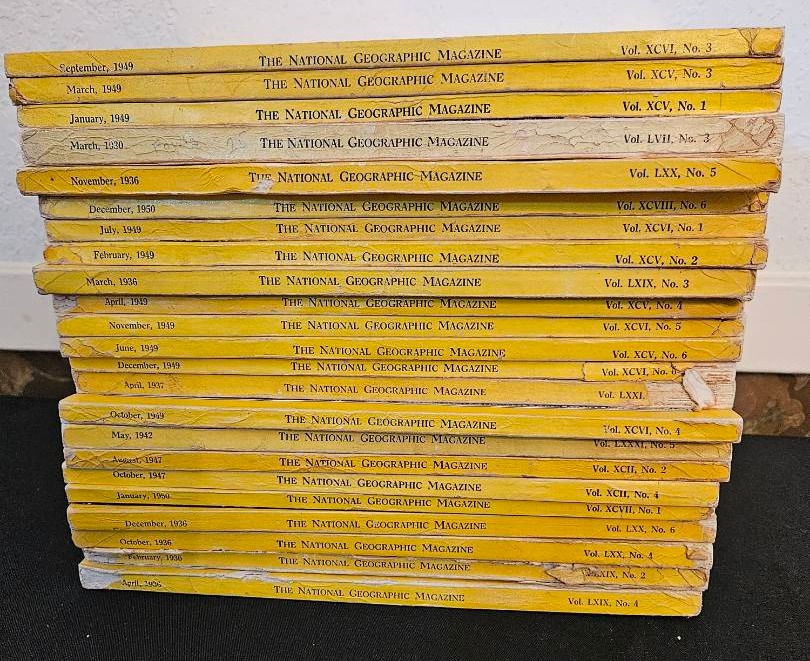 September, 1949 THE NATIONAL GEOGRAPHIC MAGAZINE Vol. XCVI, No. 3
March, 1949 THE NATIONAL GEOGRAPHIC MAGAZINE Vol. XCV, No. 3
January, 1949 THE NATIONAL GEOGRAPHIC MAGAZINE Vol. XCV, No. 1
March, 1930 THE NATIONAL GEOGRAPHIC MAGAZINE Vol. LVII, No. 3
November, 1936 THE NATIONAL GEOGRAPHIC MAGAZINE Vol. LXX, No. 5
December, 1950 THE NATIONAL GEOGRAPHIC MAGAZINE Vol. XCVIII, No. 6
July, 1949 THE NATIONAL GEOGRAPHIC MAGAZINE Vol. XCVI, No. 1
February, 1949 THE NATIONAL GEOGRAPHIC MAGAZINE Vol. XCV, No. 2
March, 1936 THE NATIONAL GEOGRAPHIC MAGAZINE Vol. LXIX, No. 3
April, 1949 THE NATIONAL GEOGRAPHIC MAGAZINE Vol. XCV, No. 4
November, 1949 THE NATIONAL GEOGRAPHIC MAGAZINE Vol. XCVI, No. 5
June, 1949 THE NATIONAL GEOGRAPHIC MAGAZINE Vol. XCV, No. 6
December, 1949 THE NATIONAL GEOGRAPHIC MAGAZINE Vol. XCVI, No. 6
April, 1937 THE NATIONAL GEOGRAPHIC MAGAZINE Vol. LXXI
October, 1949 THE NATIONAL GEOGRAPHIC MAGAZINE Vol. XCVI, No. 4
May, 1942 THE NATIONAL GEOGRAPHIC MAGAZINE Vol. LXXXI, No. 5
August, 1947 THE NATIONAL GEOGRAPHIC MAGAZINE Vol. XCII, No. 2
October, 1947 THE NATIONAL GEOGRAPHIC MAGAZINE Vol. XCII, No. 4
January, 1950 THE NATIONAL GEOGRAPHIC MAGAZINE Vol. XCVII, No. 1
December, 1936 THE NATIONAL GEOGRAPHIC MAGAZINE Vol. LXX, No. 6
October, 1936 THE NATIONAL GEOGRAPHIC MAGAZINE Vol. LXX, No. 4
February, 1936 THE NATIONAL GEOGRAPHIC MAGAZINE No. 2
April, 1936 THE NATIONAL GEOGRAPHIC MAGAZINE Vol. LXIX, No. 4